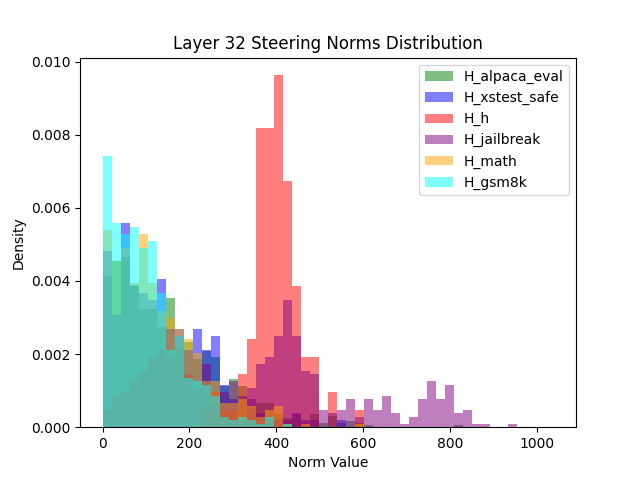 Layer 32 Steering Norms Distribution
H_alpaca_eval
H_xstest_safe
H_h
H_jailbreak
H_math
H_gsm8k
Density
0.010
0.008
0.006
0.004
0.002
0.000
0
200
400
600
800
1000
Norm Value